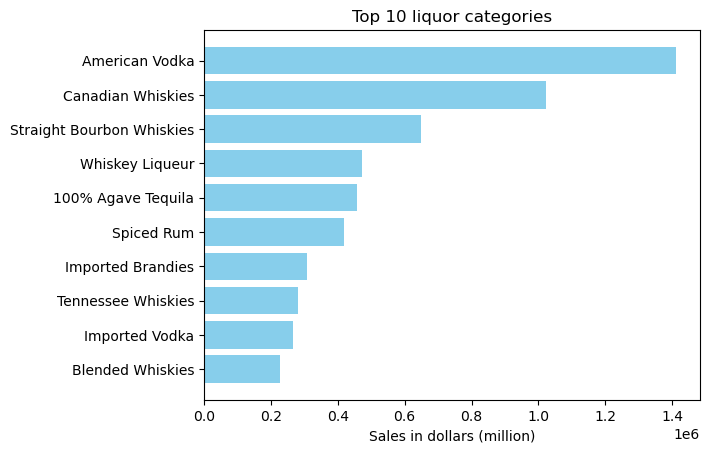 Top 10 liquor categories
American Vodka
Canadian Whiskies
Straight Bourbon Whiskies
Whiskey Liqueur
100% Agave Tequila
Spiced Rum
Imported Brandies
Tennessee Whiskies
Imported Vodka
Blended Whiskies
0.0 0.2 0.4 0.6 0.8 1.0 1.2 1.4
1e6
Sales in dollars (million)